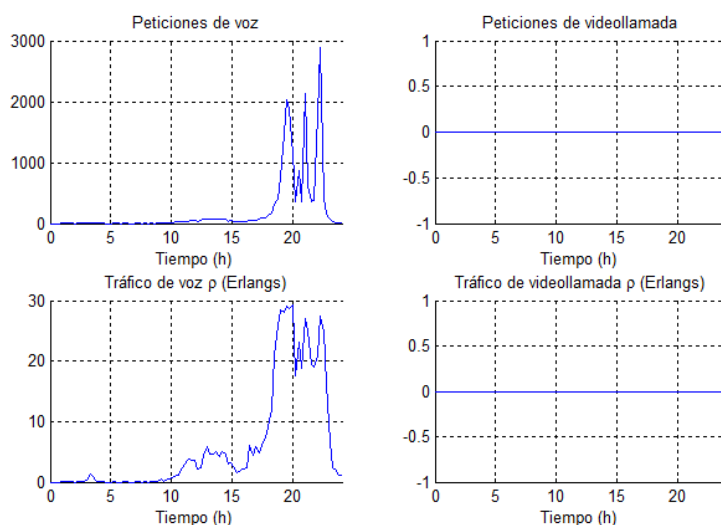 Peticiones de voz
3000
2000
1000
0
0 5 10 15 20
Tiempo (h)
Peticiones de videollamada
1
0.5
0
-0.5
-1
0 5 10 15 20
Tiempo (h)
Tráfico de voz ρ (Erlangs)
30
20
10
0
0 5 10 15 20
Tiempo (h)
Tráfico de videollamada ρ (Erlangs)
1
0.5
0
-0.5
-1
0 5 10 15 20
Tiempo (h)